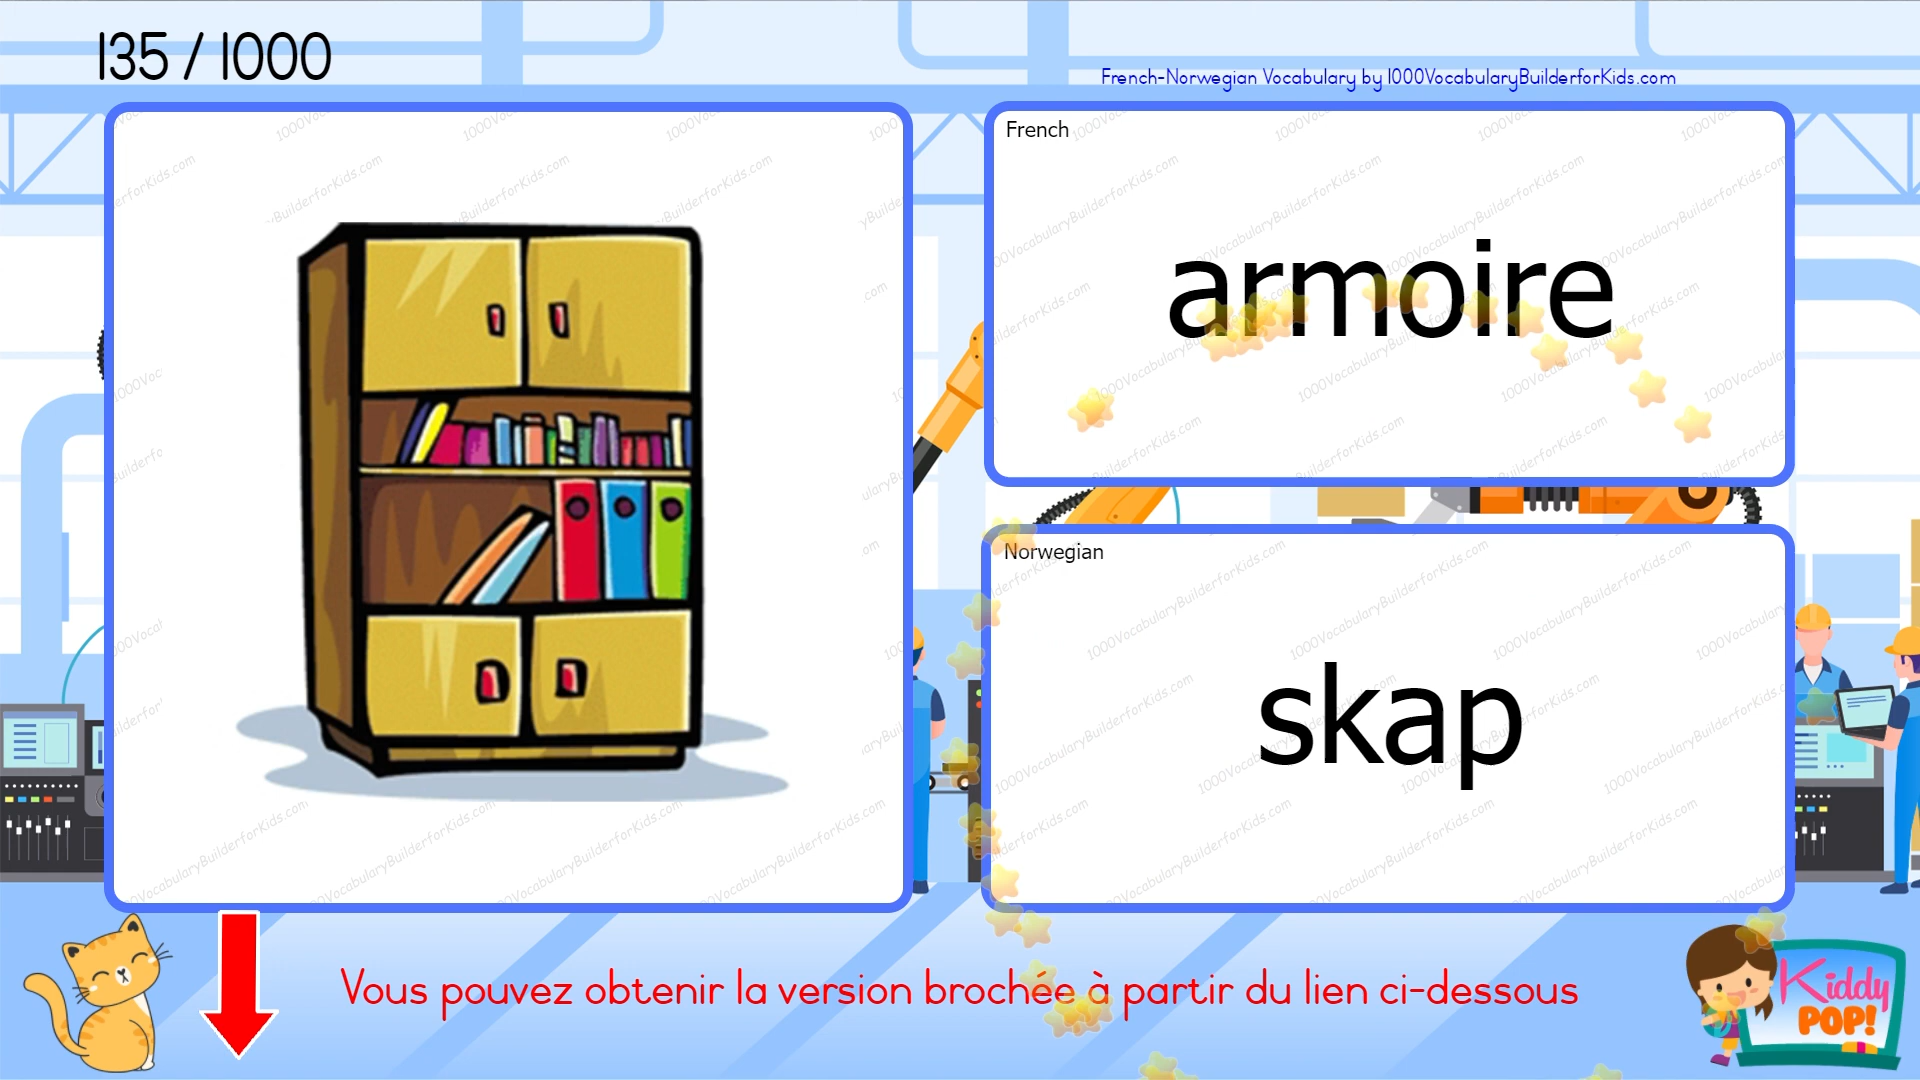 135 / 1000
French-Norwegian Vocabulary by 1000VocabularyBuilderforKids.com
French
armoire
Norwegian
skap
Vous pouvez obtenir la version brochée à partir du lien ci-dessous
Kiddy
POP!